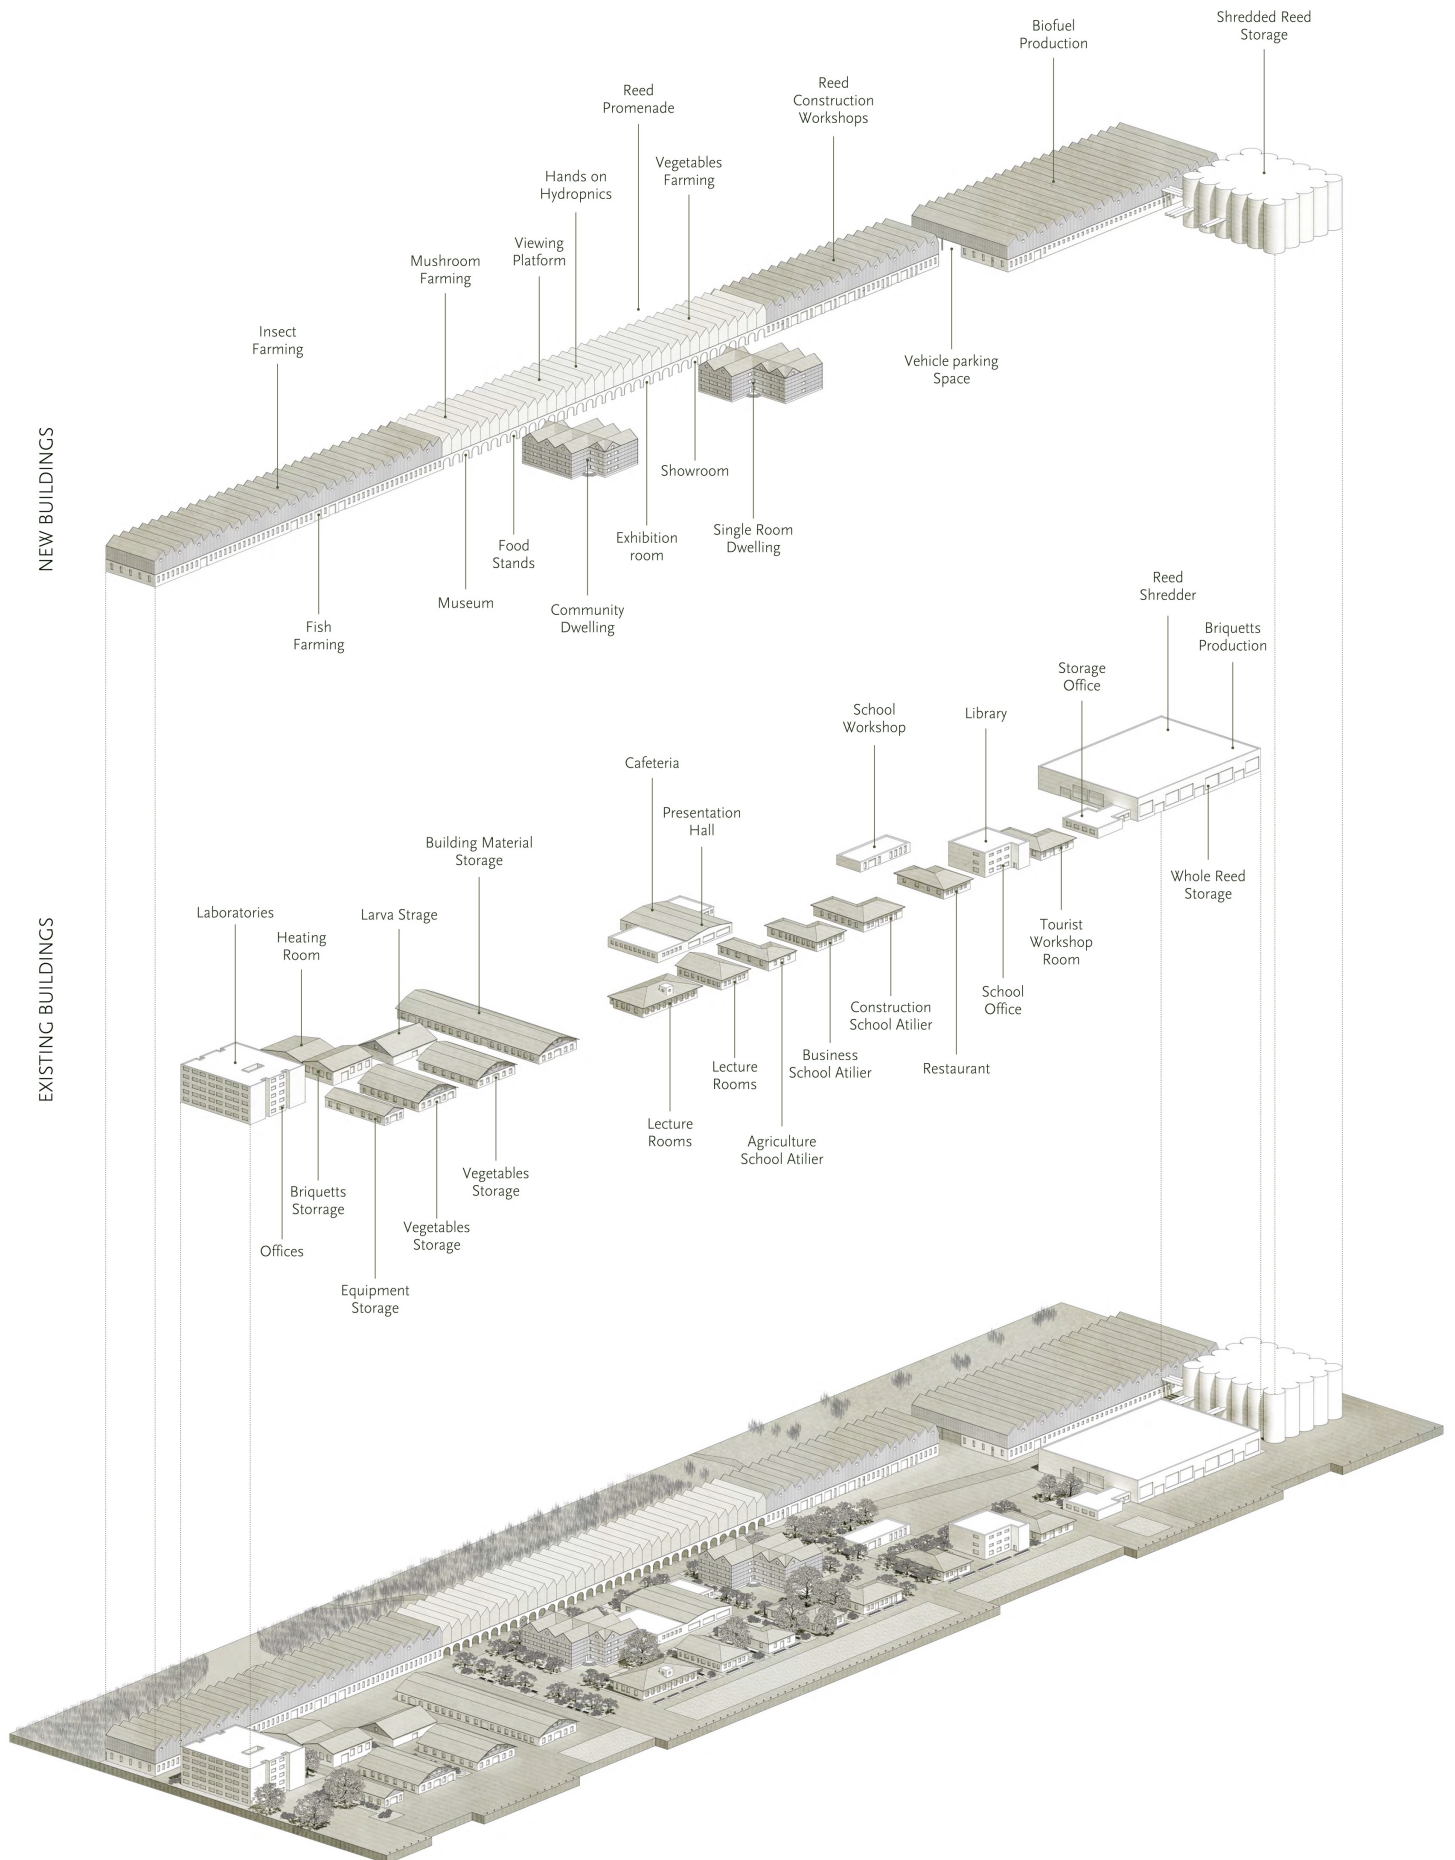 Shredded Reed
Storage
Biofuel
Production
Reed
Construction
Workshops
Reed
Promenade
Vegetables
Farming
Hands on
Hydropnics
Viewing
Platform
Mushroom
Farming
Insect
Farming
Vehicle parking
Space
NEW BUILDINGS
Showroom
Single Room
Dwelling
Exhibition
room
Food
Stands
Museum
Community
Dwelling
Fish
Farming
Reed
Shredder
Briquetts
Production
Storage
Office
School
Workshop
Library
Cafeteria
Presentation
Hall
Building Material
Storage
Whole Reed
Storage
Laboratories
Larva Strage
Heating
Room
Tourist
Workshop
Room
EXISTING BUILDINGS
School
Office
Construction
School Atilier
Business
School Atilier
Restaurant
Lecture
Rooms
Lecture
Rooms
Agriculture
School Atilier
Vegetables
Storage
Briquetts
Storrage
Vegetables
Storage
Offices
Equipment
Storage